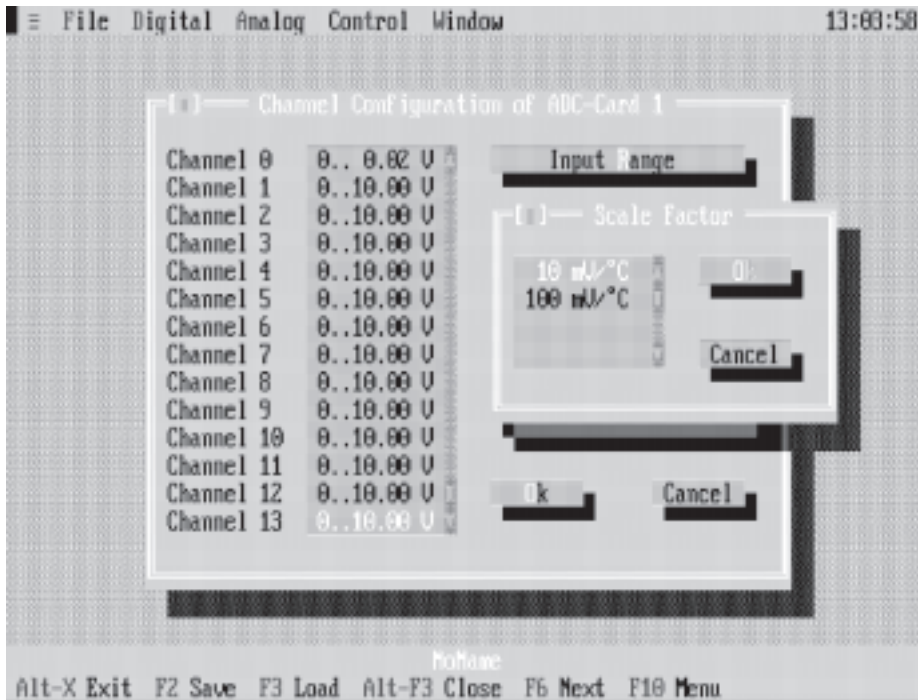 ≡ File Digital Analog Control Window 13:03:58
Channel Configuration of ADC-Card 1
Channel 0 0.. 0.02 V
Channel 1 0..10.00 V
Channel 2 0..10.00 V
Channel 3 0..10.00 V
Channel 4 0..10.00 V
Channel 5 0..10.00 V
Channel 6 0..10.00 V
Channel 7 0..10.00 V
Channel 8 0..10.00 V
Channel 9 0..10.00 V
Channel 10 0..10.00 V
Channel 11 0..10.00 V
Channel 12 0..10.00 V
Channel 13 0..10.00 V
Input Range
Scale Factor
10 mV/°C
100 mV/°C
Ok
Cancel
Ok Cancel
NoName
Alt-X Exit F2 Save F3 Load Alt-F3 Close F6 Next F10 Menu